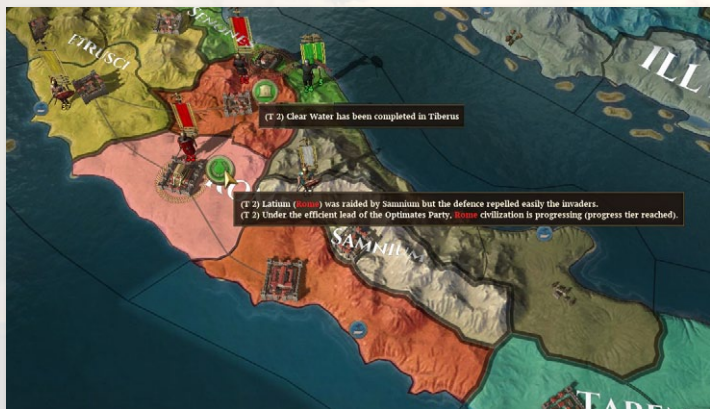 SENONE
ETRUSCI
ILL
(T 2) Clear Water has been completed in Tiberus
(T 2) Latium (Rome) was raided by Samnium but the defence repelled easily the invaders.
(T 2) Under the efficient lead of the Optimates Party, Rome civilization is progressing (progress tier reached).
SAMNIUM
TARE